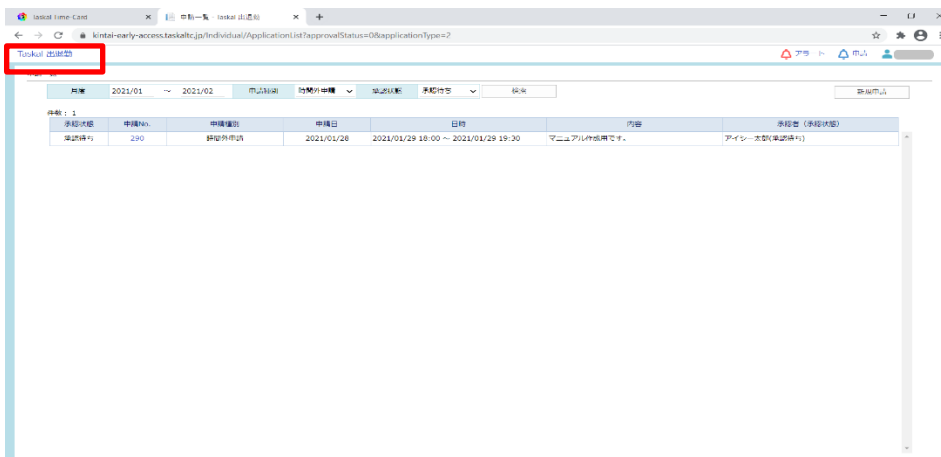 Taskal Time-Card
申請一覧 - Taskal 出退勤
kintai-early-access.taskaltc.jp/Individual/ApplicationList?approvalStatus=0&applicationType=2
Taskal 出退勤
アラート 申請
月度 2021/01 ～ 2021/02 申請種別 時間外申請 承認状態 承認待ち 検索 新規申請
件数： 1
承認状態 申請No. 申請種別 申請日 日時 内容 承認者（承認状態）
承認待ち 290 時間外申請 2021/01/28 2021/01/29 18:00 ～ 2021/01/29 19:30 マニュアル作成用です。 アイシー太郎(承認待ち)